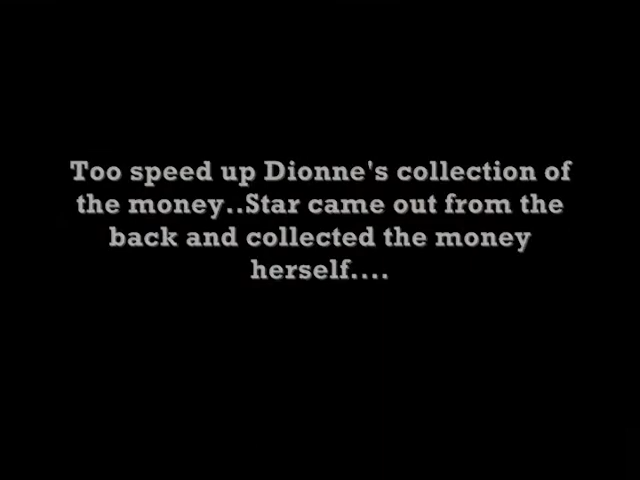 Too speed up Dionne's collection of
the money..Star came out from the
back and collected the money
herself....